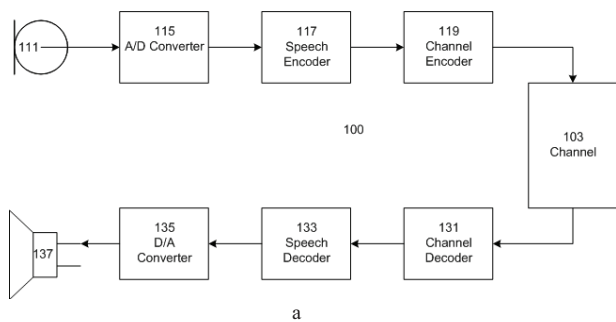 111
115
A/D Converter
117
Speech
Encoder
119
Channel
Encoder
100
103
Channel
137
135
D/A
Converter
133
Speech
Decoder
131
Channel
Decoder
a